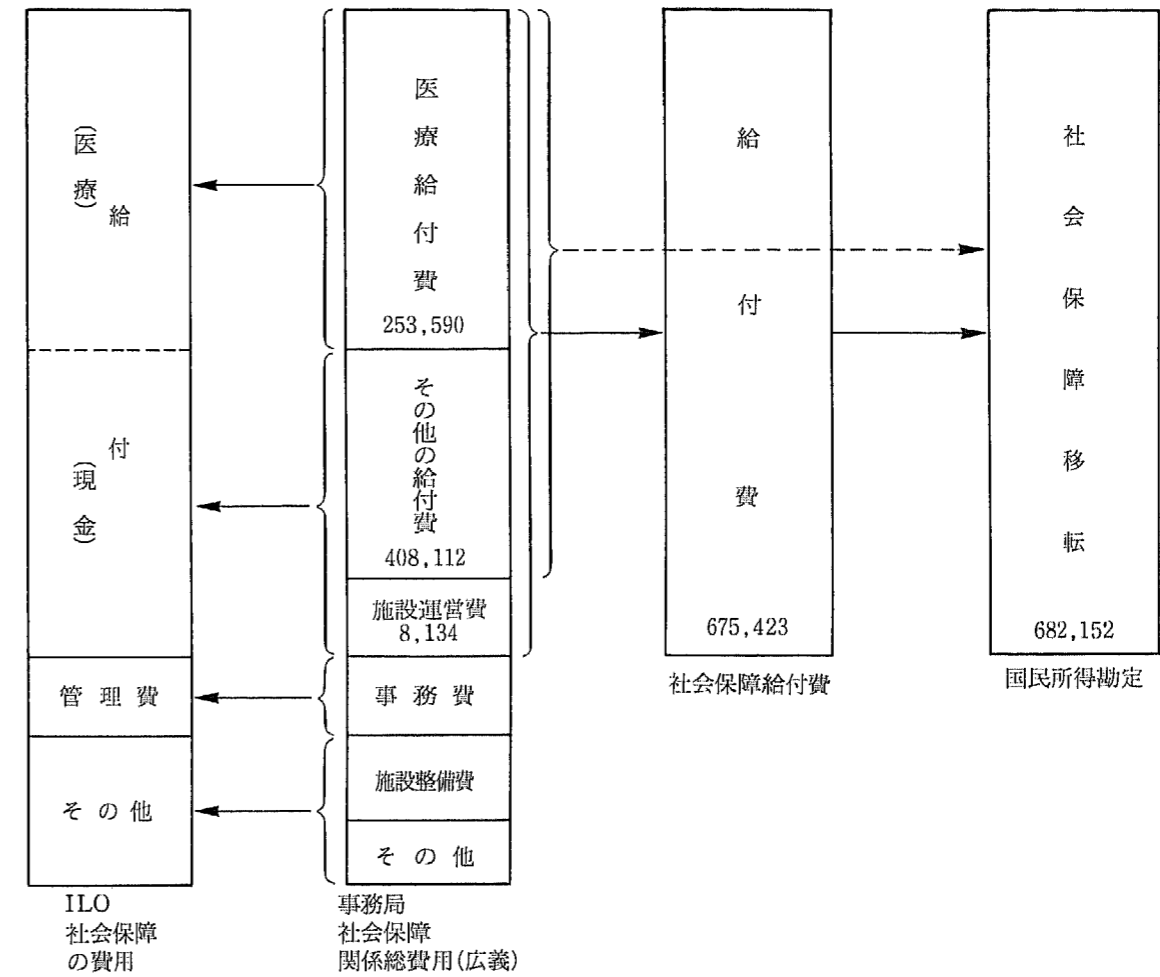 (医療)
給
付
(現金)
管理費
その他
ILO
社会保障
の費用
医療給付費
253,590
その他の給付費
408,112
施設運営費
8,134
事務費
施設整備費
その他
事務局
社会保障
関係総費用(広義)
給付費
675,423
社会保障給付費
社会保障移転
682,152
国民所得勘定